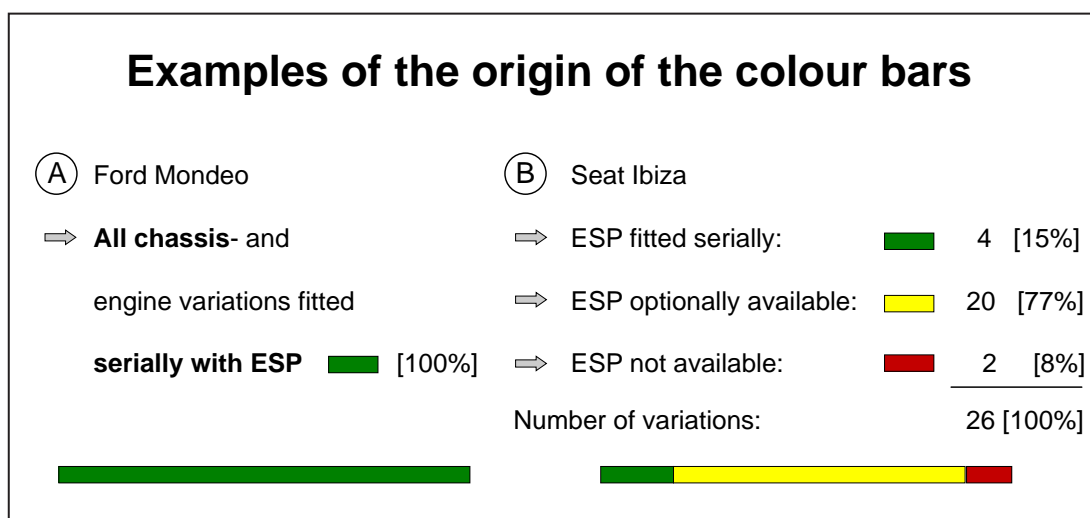 Examples of the origin of the colour bars
A Ford Mondeo
All chassis- and
engine variations fitted
serially with ESP [100%]
B Seat Ibiza
ESP fitted serially: 4 [15%]
ESP optionally available: 20 [77%]
ESP not available: 2 [8%]
Number of variations: 26 [100%]